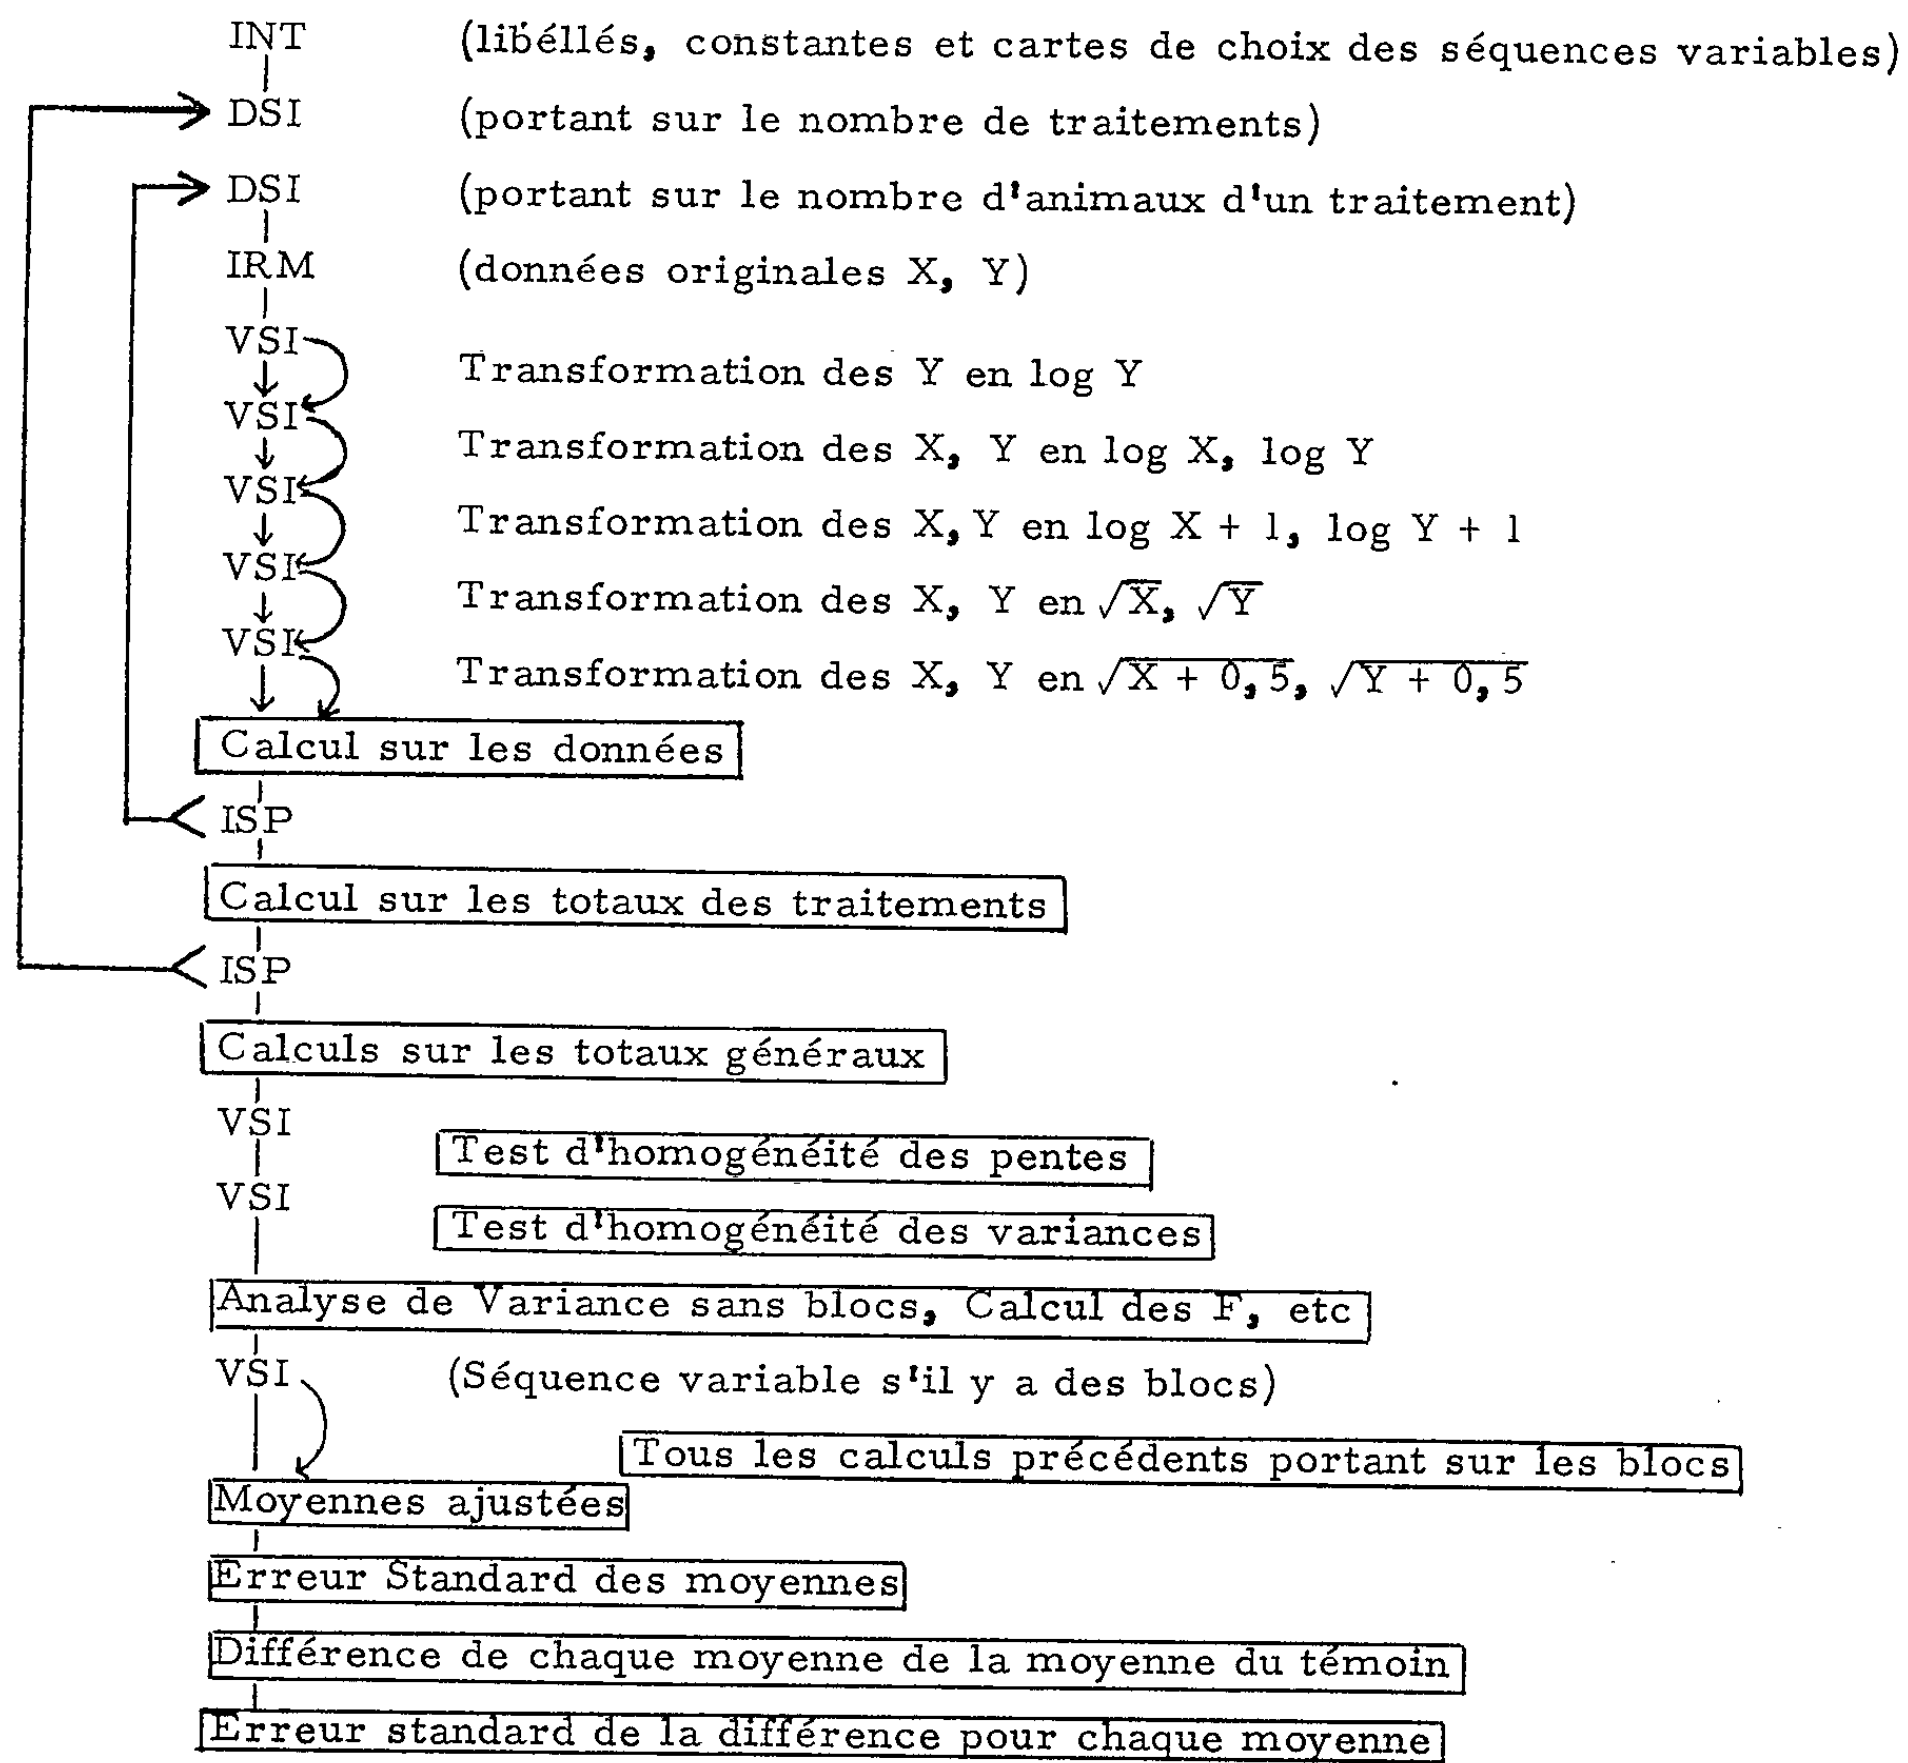 INT (libéllés, constantes et cartes de choix des séquences variables)
DSI (portant sur le nombre de traitements)
DSI (portant sur le nombre d'animaux d'un traitement)
IRM (données originales X, Y)
VSI
Transformation des Y en log Y
VSI
Transformation des X, Y en log X, log Y
VSI
Transformation des X, Y en log X + 1, log Y + 1
VSI
Transformation des X, Y en √X, √Y
VSI
Transformation des X, Y en √X + 0,5, √Y + 0,5
Calcul sur les données
ISP
Calcul sur les totaux des traitements
ISP
Calculs sur les totaux généraux
VSI
Test d'homogénéité des pentes
VSI
Test d'homogénéité des variances
Analyse de Variance sans blocs, Calcul des F, etc
VSI (Séquence variable s'il y a des blocs)
Tous les calculs précédents portant sur les blocs
Moyennes ajustées
Erreur Standard des moyennes
Différence de chaque moyenne de la moyenne du témoin
Erreur standard de la différence pour chaque moyenne